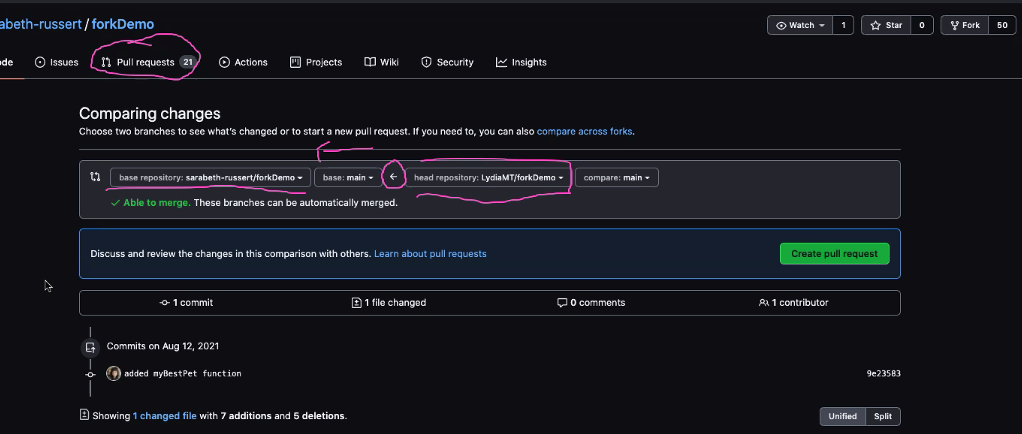 abeth-russert / forkDemo
Watch 1 Star 0 Fork 50
ode Issues Pull requests 21 Actions Projects Wiki Security Insights
Comparing changes
Choose two branches to see what's changed or to start a new pull request. If you need to, you can also compare across forks.
base repository: sarabeth-russert/forkDemo base: main ← head repository: LydiaMT/forkDemo compare: main
✓ Able to merge. These branches can be automatically merged.
Discuss and review the changes in this comparison with others. Learn about pull requests Create pull request
1 commit 1 file changed 0 comments 1 contributor
Commits on Aug 12, 2021
added myBestPet function 9e23583
Showing 1 changed file with 7 additions and 5 deletions. Unified Split